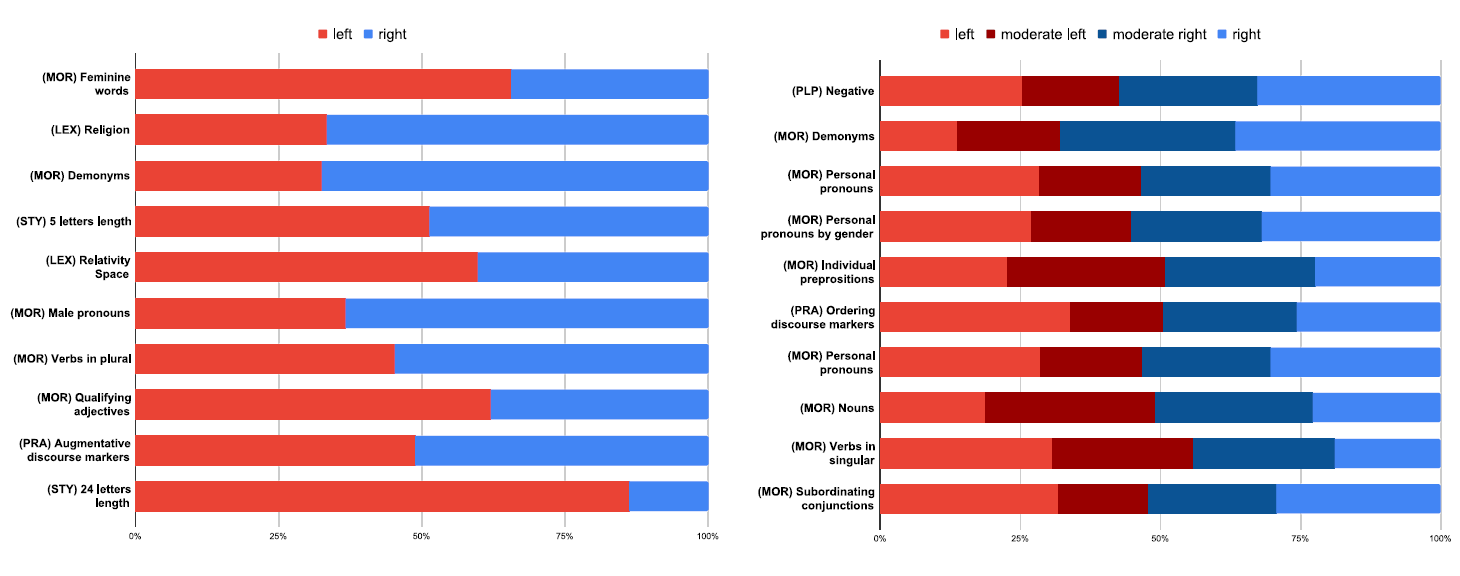 left right
(MOR) Feminine
words
(LEX) Religion
(MOR) Demonyms
(STY) 5 letters length
(LEX) Relativity
Space
(MOR) Male pronouns
(MOR) Verbs in plural
(MOR) Qualifying
adjectives
(PRA) Augmentative
discourse markers
(STY) 24 letters
length
0% 25% 50% 75% 100%
left moderate left moderate right right
(PLP) Negative
(MOR) Demonyms
(MOR) Personal
pronouns
(MOR) Personal
pronouns by gender
(MOR) Individual
preprositions
(PRA) Ordering
discourse markers
(MOR) Personal
pronouns
(MOR) Nouns
(MOR) Verbs in
singular
(MOR) Subordinating
conjunctions
0% 25% 50% 75% 100%